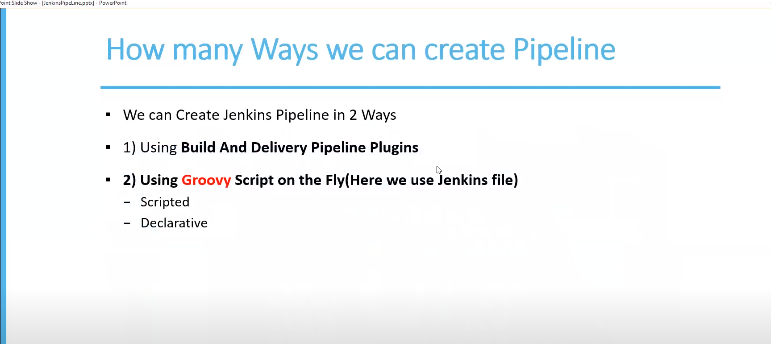 Point Slide Show - [JenkinsPipeLine.pptx] - PowerPoint
How many Ways we can create Pipeline
▪ We can Create Jenkins Pipeline in 2 Ways
▪ 1) Using Build And Delivery Pipeline Plugins
▪ 2) Using Groovy Script on the Fly(Here we use Jenkins file)
– Scripted
– Declarative